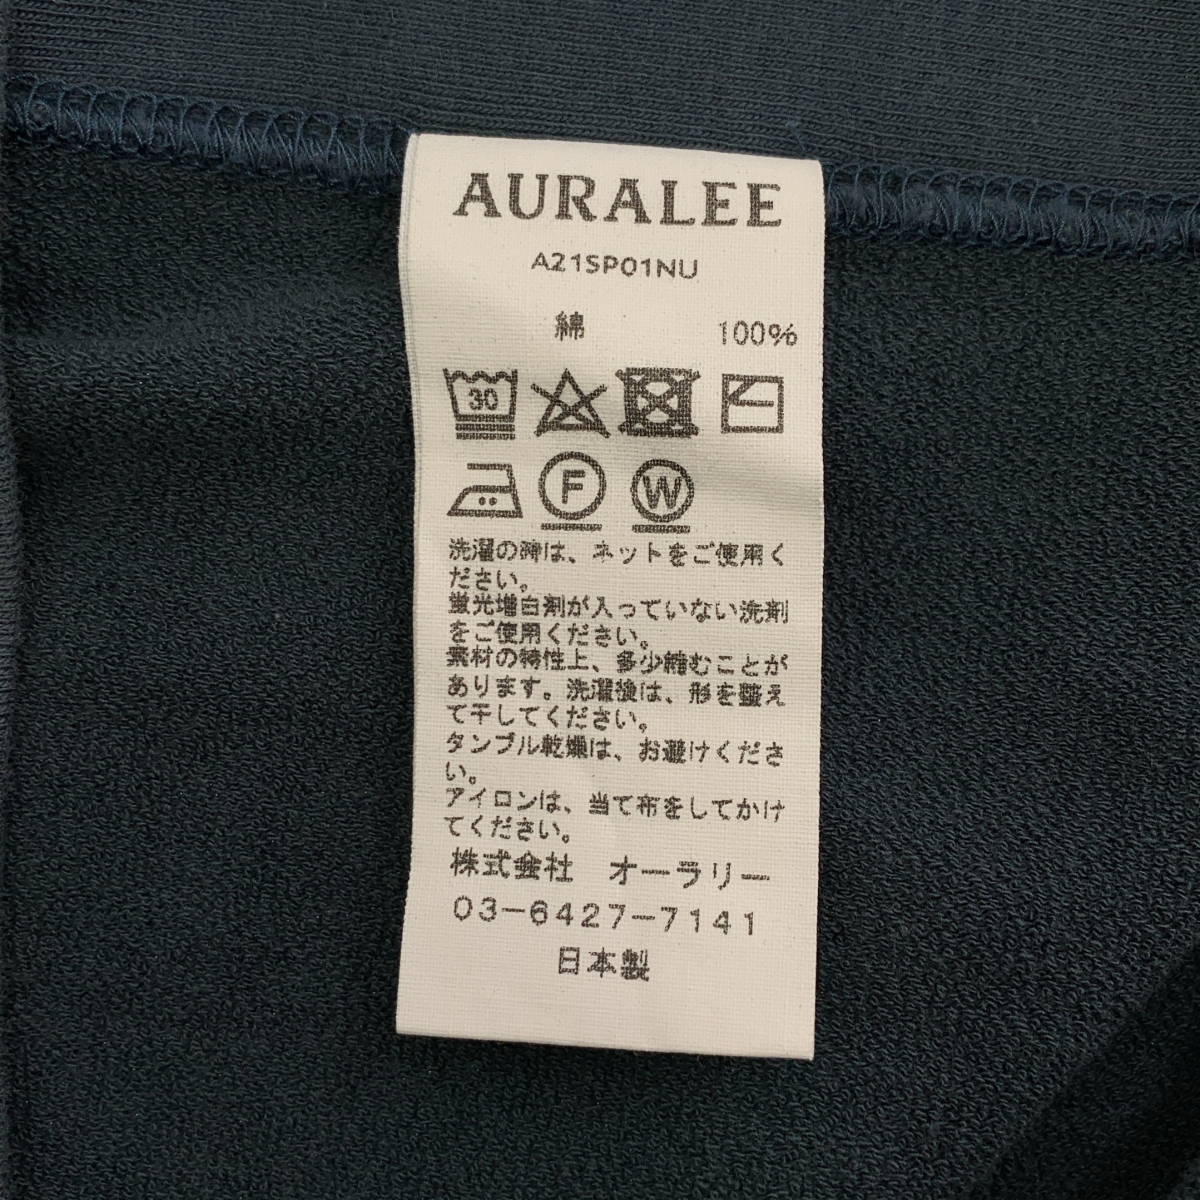 AURALEE
A21SP01NU
綿 100%
30
F W
洗濯の時は、ネットをご使用く
ださい。
蛍光増白剤が入っていない洗剤
をご使用ください。
素材の特性上、多少縮むことが
あります。洗濯後は、形を整え
て干してください。
タンブル乾燥は、お避けくださ
い。
アイロンは、当て布をしてかけ
てください。
株式会社 オーラリー
03-6427-7141
日本製